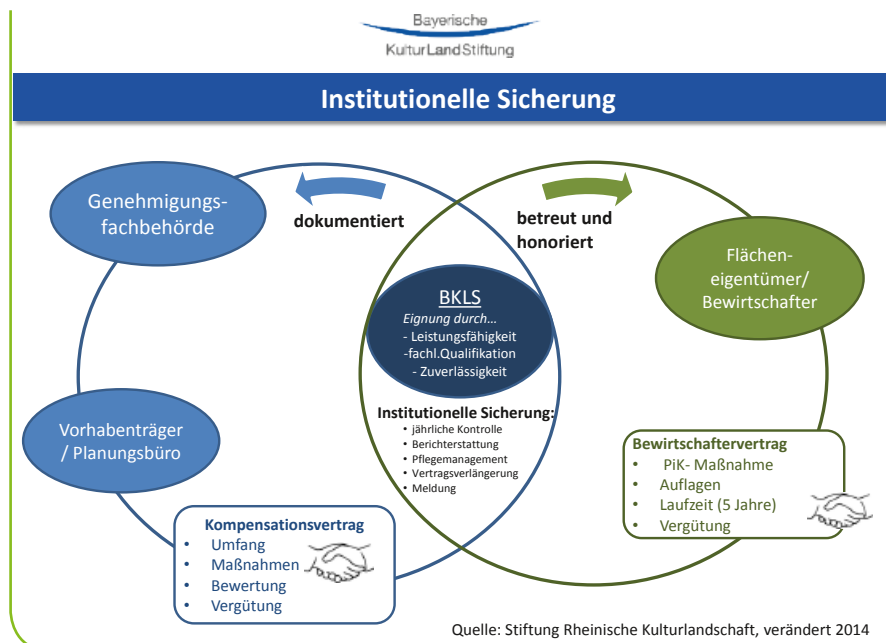 Bayerische
KulturLandStiftung
Institutionelle Sicherung
Genehmigungs-
fachbehörde
dokumentiert
betreut und
honoriert
Flächen-
eigentümer/
Bewirtschafter
BKLS
Eignung durch…
- Leistungsfähigkeit
-fachl.Qualifikation
- Zuverlässigkeit
Vorhabenträger
/ Planungsbüro
Institutionelle Sicherung:
• jährliche Kontrolle
• Berichterstattung
• Pflegemanagement
• Vertragsverlängerung
• Meldung
Bewirtschaftervertrag
• PiK- Maßnahme
• Auflagen
• Laufzeit (5 Jahre)
• Vergütung
Kompensationsvertrag
• Umfang
• Maßnahmen
• Bewertung
• Vergütung
Quelle: Stiftung Rheinische Kulturlandschaft, verändert 2014